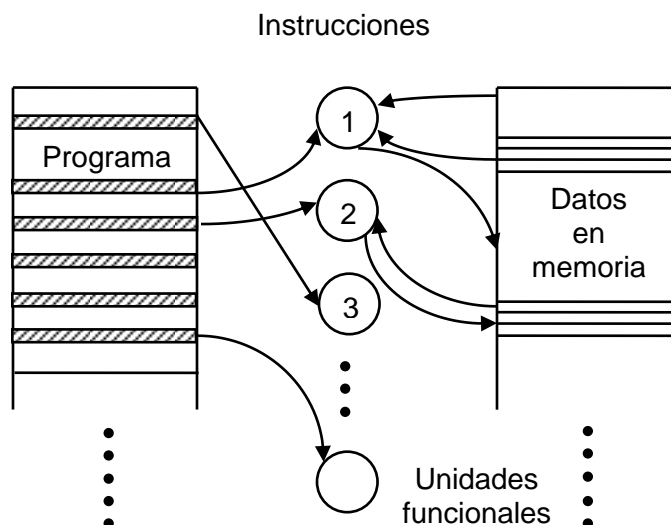 Instrucciones
Programa
1
2
3
Datos
en
memoria
Unidades
funcionales